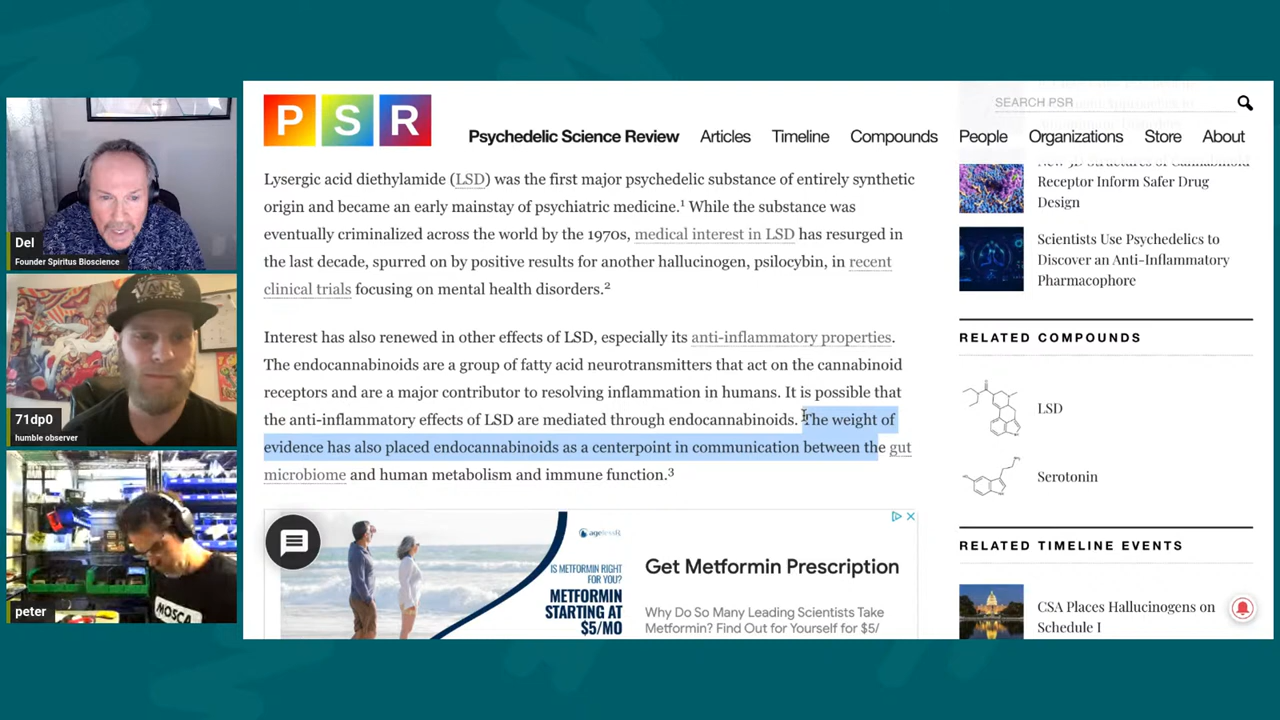 Del
Founder Spiritus Bioscience
VANS
71dp0
humble observer
peter
MOSCA
P S R
SEARCH PSR
Psychedelic Science Review Articles Timeline Compounds People Organizations Store About
Lysergic acid diethylamide (LSD) was the first major psychedelic substance of entirely synthetic
origin and became an early mainstay of psychiatric medicine.¹ While the substance was
eventually criminalized across the world by the 1970s, medical interest in LSD has resurged in
the last decade, spurred on by positive results for another hallucinogen, psilocybin, in recent
clinical trials focusing on mental health disorders.²
Interest has also renewed in other effects of LSD, especially its anti-inflammatory properties.
The endocannabinoids are a group of fatty acid neurotransmitters that act on the cannabinoid
receptors and are a major contributor to resolving inflammation in humans. It is possible that
the anti-inflammatory effects of LSD are mediated through endocannabinoids. The weight of
evidence has also placed endocannabinoids as a centerpoint in communication between the gut
microbiome and human metabolism and immune function.³
IS METFORMIN RIGHT
FOR YOU?
METFORMIN
STARTING AT
$5/MO
Get Metformin Prescription
Why Do So Many Leading Scientists Take
Metformin? Find Out for Yourself for $5/
New 3D Structures of Cannabinoid
Receptor Inform Safer Drug
Design
Scientists Use Psychedelics to
Discover an Anti-Inflammatory
Pharmacophore
RELATED COMPOUNDS
LSD
Serotonin
RELATED TIMELINE EVENTS
CSA Places Hallucinogens on
Schedule I